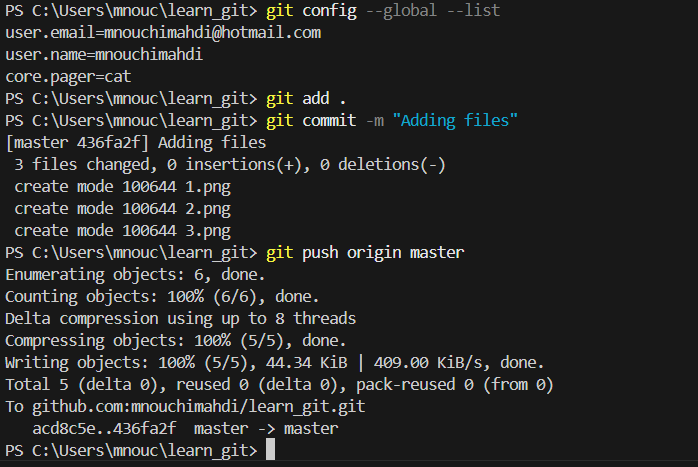 PS C:\Users\mnouc\learn_git> git config --global --list
user.email=mnouchimahdi@hotmail.com
user.name=mnouchimahdi
core.pager=cat
PS C:\Users\mnouc\learn_git> git add .
PS C:\Users\mnouc\learn_git> git commit -m "Adding files"
[master 436fa2f] Adding files
 3 files changed, 0 insertions(+), 0 deletions(-)
 create mode 100644 1.png
 create mode 100644 2.png
 create mode 100644 3.png
PS C:\Users\mnouc\learn_git> git push origin master
Enumerating objects: 6, done.
Counting objects: 100% (6/6), done.
Delta compression using up to 8 threads
Compressing objects: 100% (5/5), done.
Writing objects: 100% (5/5), 44.34 KiB | 409.00 KiB/s, done.
Total 5 (delta 0), reused 0 (delta 0), pack-reused 0 (from 0)
To github.com:mnouchimahdi/learn_git.git
   acd8c5e..436fa2f  master -> master
PS C:\Users\mnouc\learn_git>